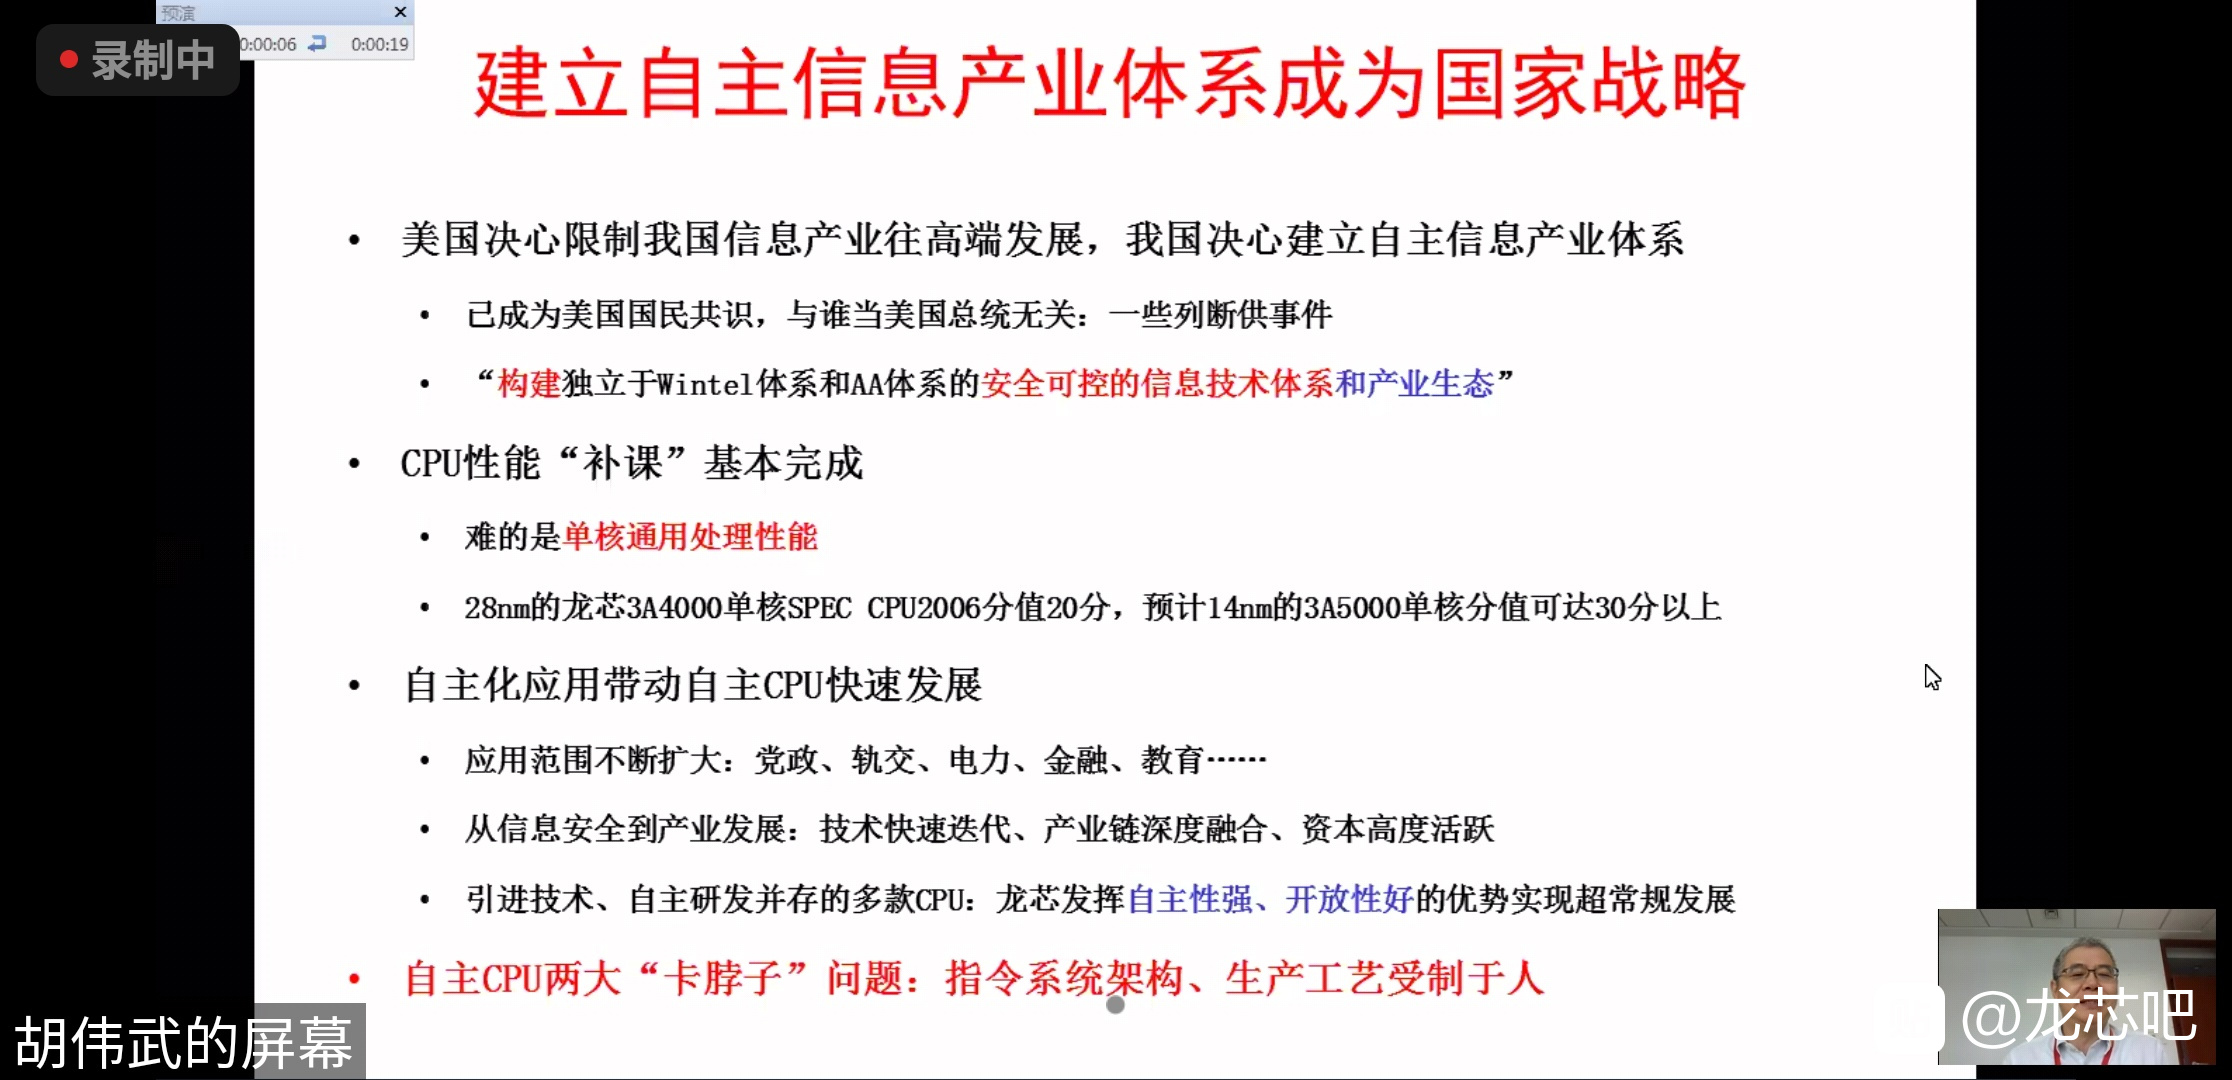 预演
录制中
0:00:06
0:00:19
建立自主信息产业体系成为国家战略
• 美国决心限制我国信息产业往高端发展，我国决心建立自主信息产业体系
• 已成为美国国民共识，与谁当美国总统无关：一些列断供事件
• “构建独立于Wintel体系和AA体系的安全可控的信息技术体系和产业生态”
• CPU性能“补课”基本完成
• 难的是单核通用处理性能
• 28nm的龙芯3A4000单核SPEC CPU2006分值20分，预计14nm的3A5000单核分值可达30分以上
• 自主化应用带动自主CPU快速发展
• 应用范围不断扩大：党政、轨交、电力、金融、教育……
• 从信息安全到产业发展：技术快速迭代、产业链深度融合、资本高度活跃
• 引进技术、自主研发并存的多款CPU：龙芯发挥自主性强、开放性好的优势实现超常规发展
• 自主CPU两大“卡脖子”问题：指令系统架构、生产工艺受制于人
胡伟武的屏幕
@龙芯吧